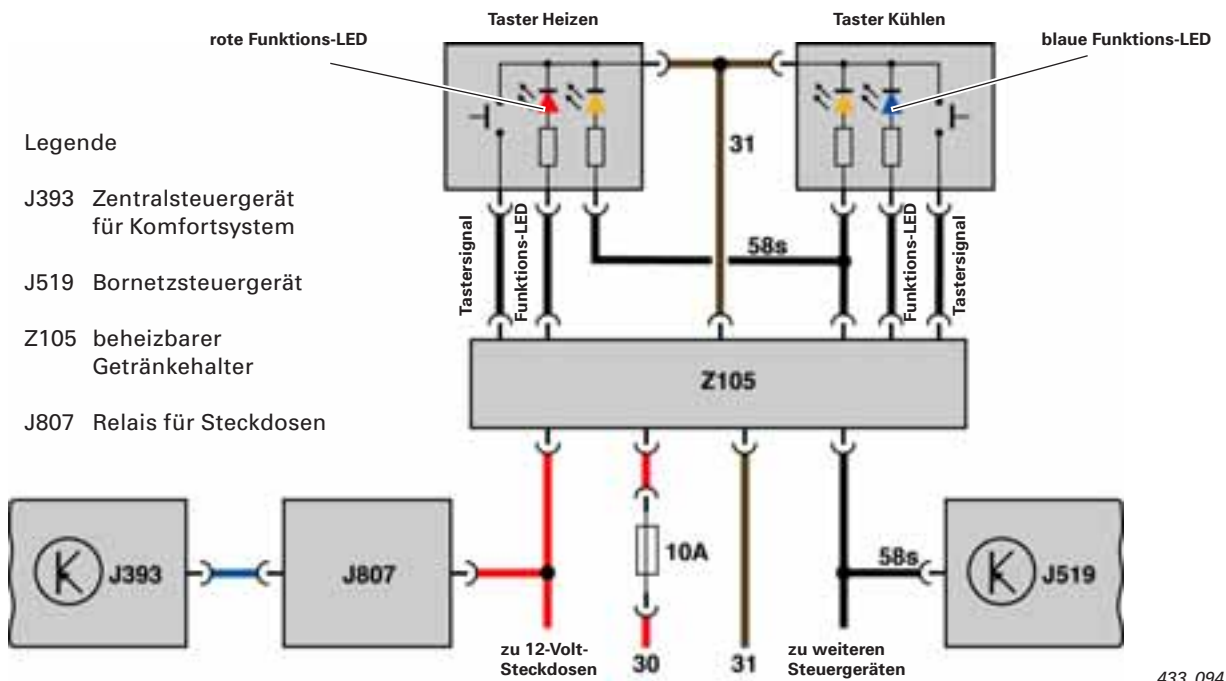 Taster Heizen
Taster Kühlen
rote Funktions-LED
blaue Funktions-LED
Legende
J393 Zentralsteuergerät
für Komfortsystem
J519 Bornetzsteuergerät
Z105 beheizbarer
Getränkehalter
J807 Relais für Steckdosen
31
Tastersignal
Funktions-LED
58s
Funktions-LED
Tastersignal
Z105
J393
J807
10A
58s
J519
zu 12-Volt-
Steckdosen
30
31
zu weiteren
Steuergeräten
433_094